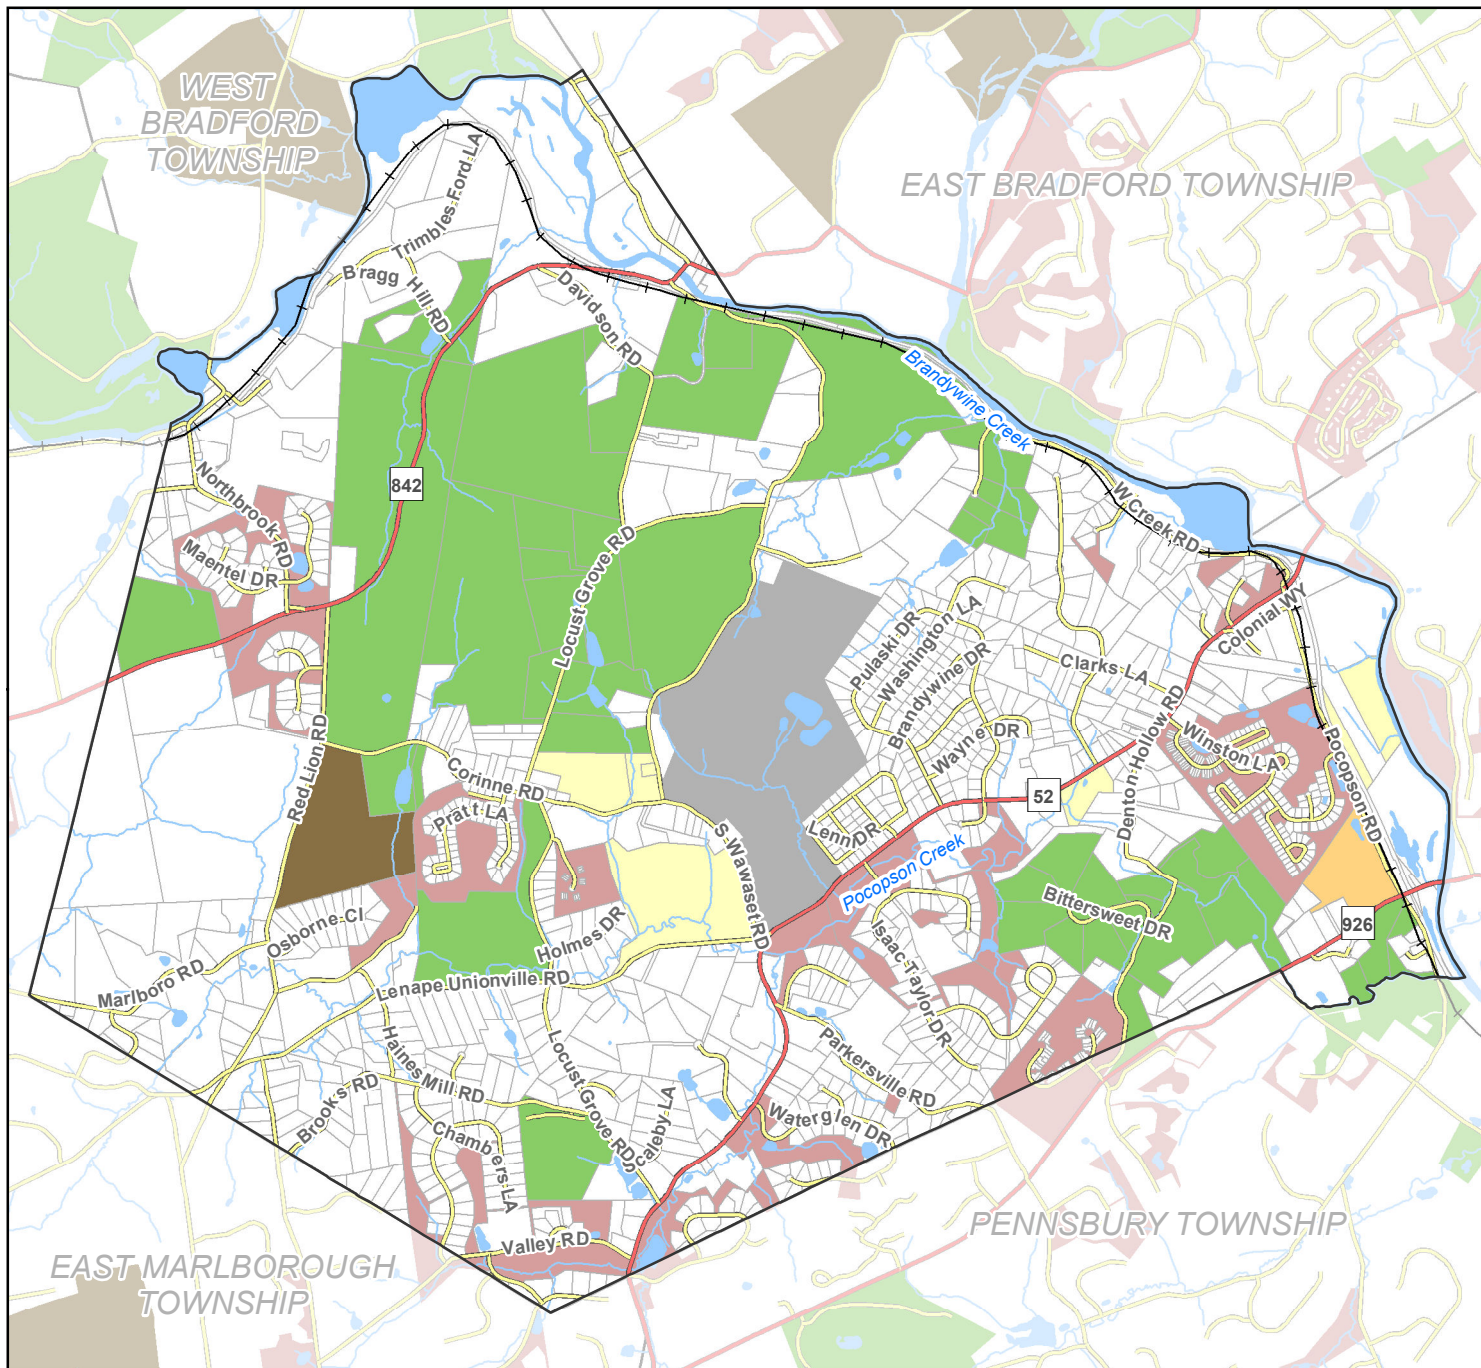 WEST
BRADFORD
TOWNSHIP
EAST BRADFORD TOWNSHIP
Trimbles Ford LA
Bragg Hill RD
Davidson RD
Brandywine Creek
842
Northbrook RD
Maentel DR
W Creek RD
Locust Grove RD
Colonial WY
Pulaski DR
Washington LA
Clarks LA
Brandywine DR
Denton Hollow RD
Wayne DR
Winston LA
Pocopson RD
Red Lion RD
Corinne RD
52
Pratt LA
Lenni DR
S Wawaset RD
Pocopson Creek
Bittersweet DR
926
Osborne CI
Holmes DR
Isaac Taylor DR
Marlboro RD
Lenape Unionville RD
Haines Mill RD
Locust Grove RD
Parkersville RD
Brooks RD
Scaleby LA
Waterglen DR
Chambers LA
Valley RD
PENNSBURY TOWNSHIP
EAST MARLBOROUGH
TOWNSHIP